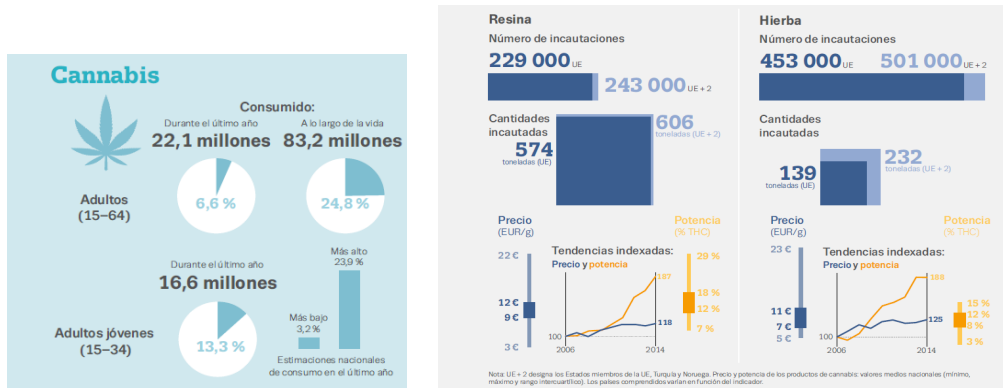 Cannabis
Consumido:
Durante el último año
22,1 millones
A lo largo de la vida
83,2 millones
Adultos
(15–64)
6,6 %
24,8 %
Durante el último año
16,6 millones
Adultos jóvenes
(15–34)
13,3 %
Más alto
23,9 %
Más bajo
3,2 %
Estimaciones nacionales
de consumo en el último año
Resina
Número de incautaciones
229 000 UE
243 000 UE + 2
Cantidades
incautadas
574
toneladas (UE)
606
toneladas (UE + 2)
Precio
(EUR/g)
22 €
12 €
9 €
3 €
Tendencias indexadas:
Precio y potencia
187
118
100
2006
2014
Potencia
(% THC)
29 %
18 %
12 %
7 %
Hierba
Número de incautaciones
453 000 UE
501 000 UE + 2
Cantidades
incautadas
139
toneladas (UE)
232
toneladas (UE + 2)
Precio
(EUR/g)
23 €
11 €
7 €
5 €
Tendencias indexadas:
Precio y potencia
125
100
2006
2014
Potencia
(% THC)
15 %
12 %
8 %
3 %
Nota: UE + 2 designa los Estados miembros de la UE, Turquía y Noruega. Precio y potencia de los productos de cannabis: valores medios nacionales (mínimo,
máximo y rango intercuartílico). Los países comprendidos varían en función del indicador.